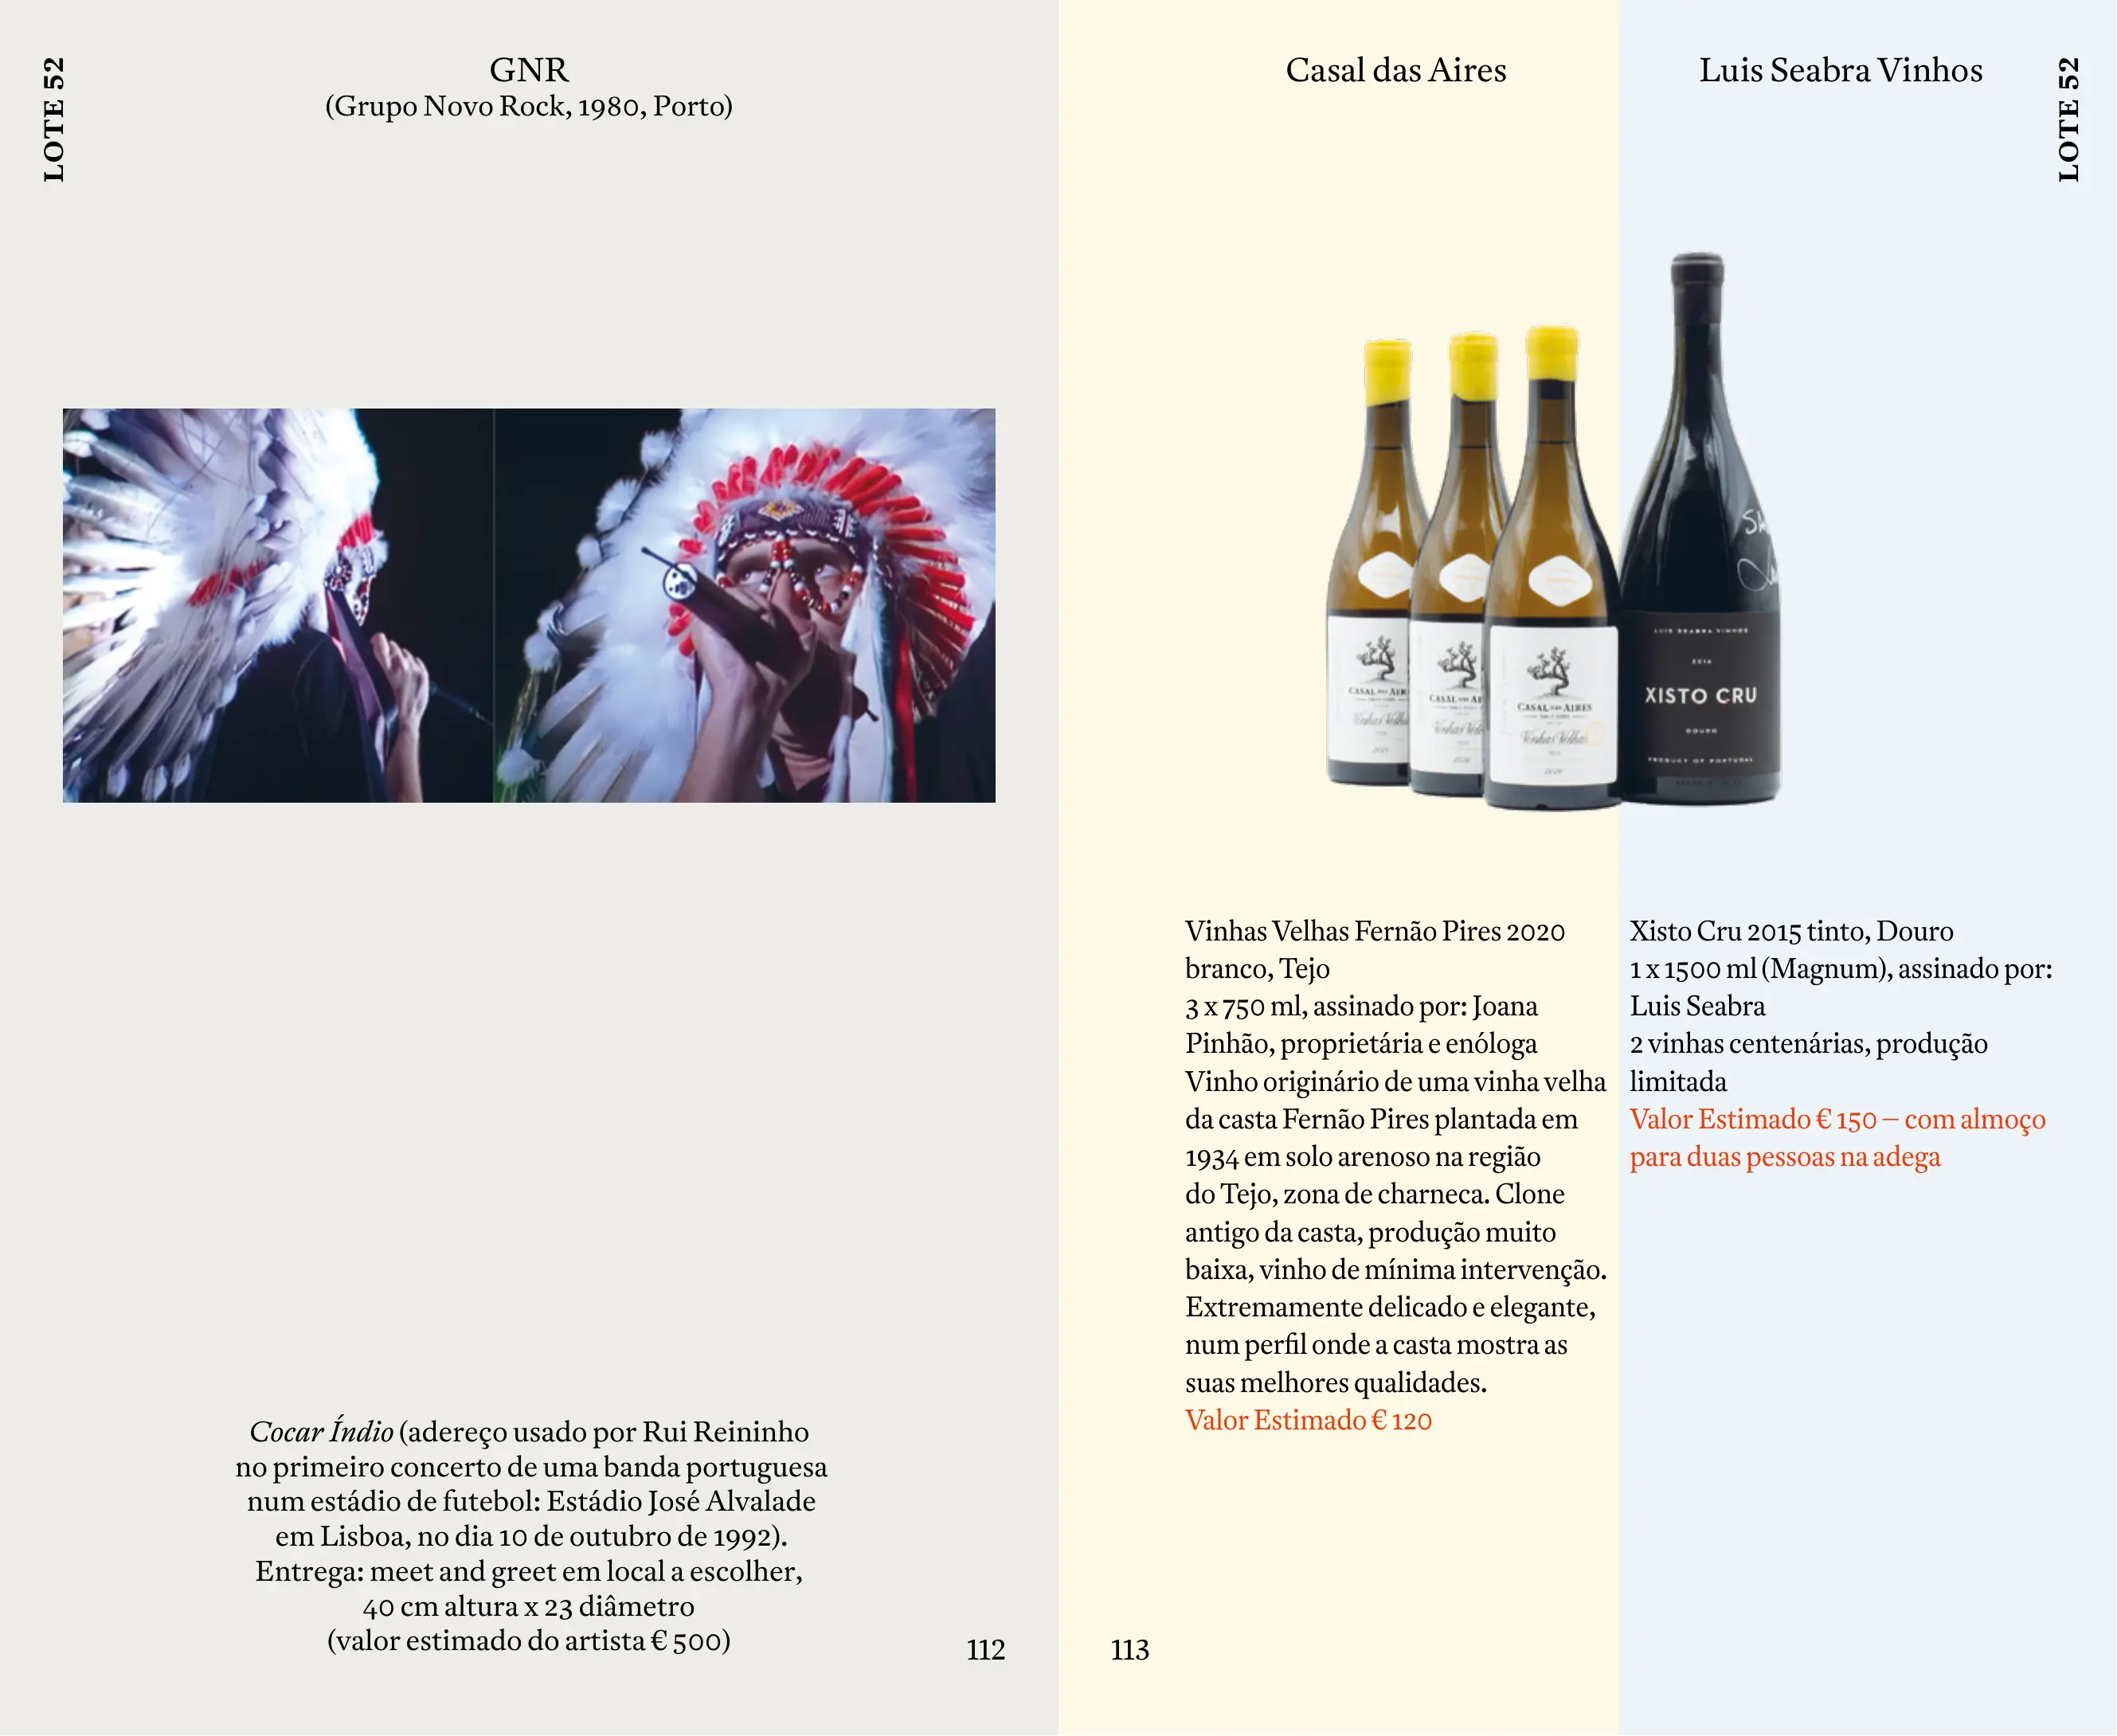 LOTE 52
GNR
(Grupo Novo Rock, 1980, Porto)
Cocar Índio (adereço usado por Rui Reininho
no primeiro concerto de uma banda portuguesa
num estádio de futebol: Estádio José Alvalade
em Lisboa, no dia 10 de outubro de 1992).
Entrega: meet and greet em local a escolher,
40 cm altura x 23 diâmetro
(valor estimado do artista € 500)
112
Casal das Aires
CASAL DAS AIRES
Vinhas Velhas
2020
Vinhas Velhas Fernão Pires 2020
branco, Tejo
3 x 750 ml, assinado por: Joana
Pinhão, proprietária e enóloga
Vinho originário de uma vinha velha
da casta Fernão Pires plantada em
1934 em solo arenoso na região
do Tejo, zona de charneca. Clone
antigo da casta, produção muito
baixa, vinho de mínima intervenção.
Extremamente delicado e elegante,
num perfil onde a casta mostra as
suas melhores qualidades.
Valor Estimado € 120
113
Luis Seabra Vinhos
LOTE 52
LUIS SEABRA VINHOS
XISTO CRU
DOURO
PRODUCT OF PORTUGAL
Xisto Cru 2015 tinto, Douro
1 x 1500 ml (Magnum), assinado por:
Luis Seabra
2 vinhas centenárias, produção
limitada
Valor Estimado € 150 – com almoço
para duas pessoas na adega